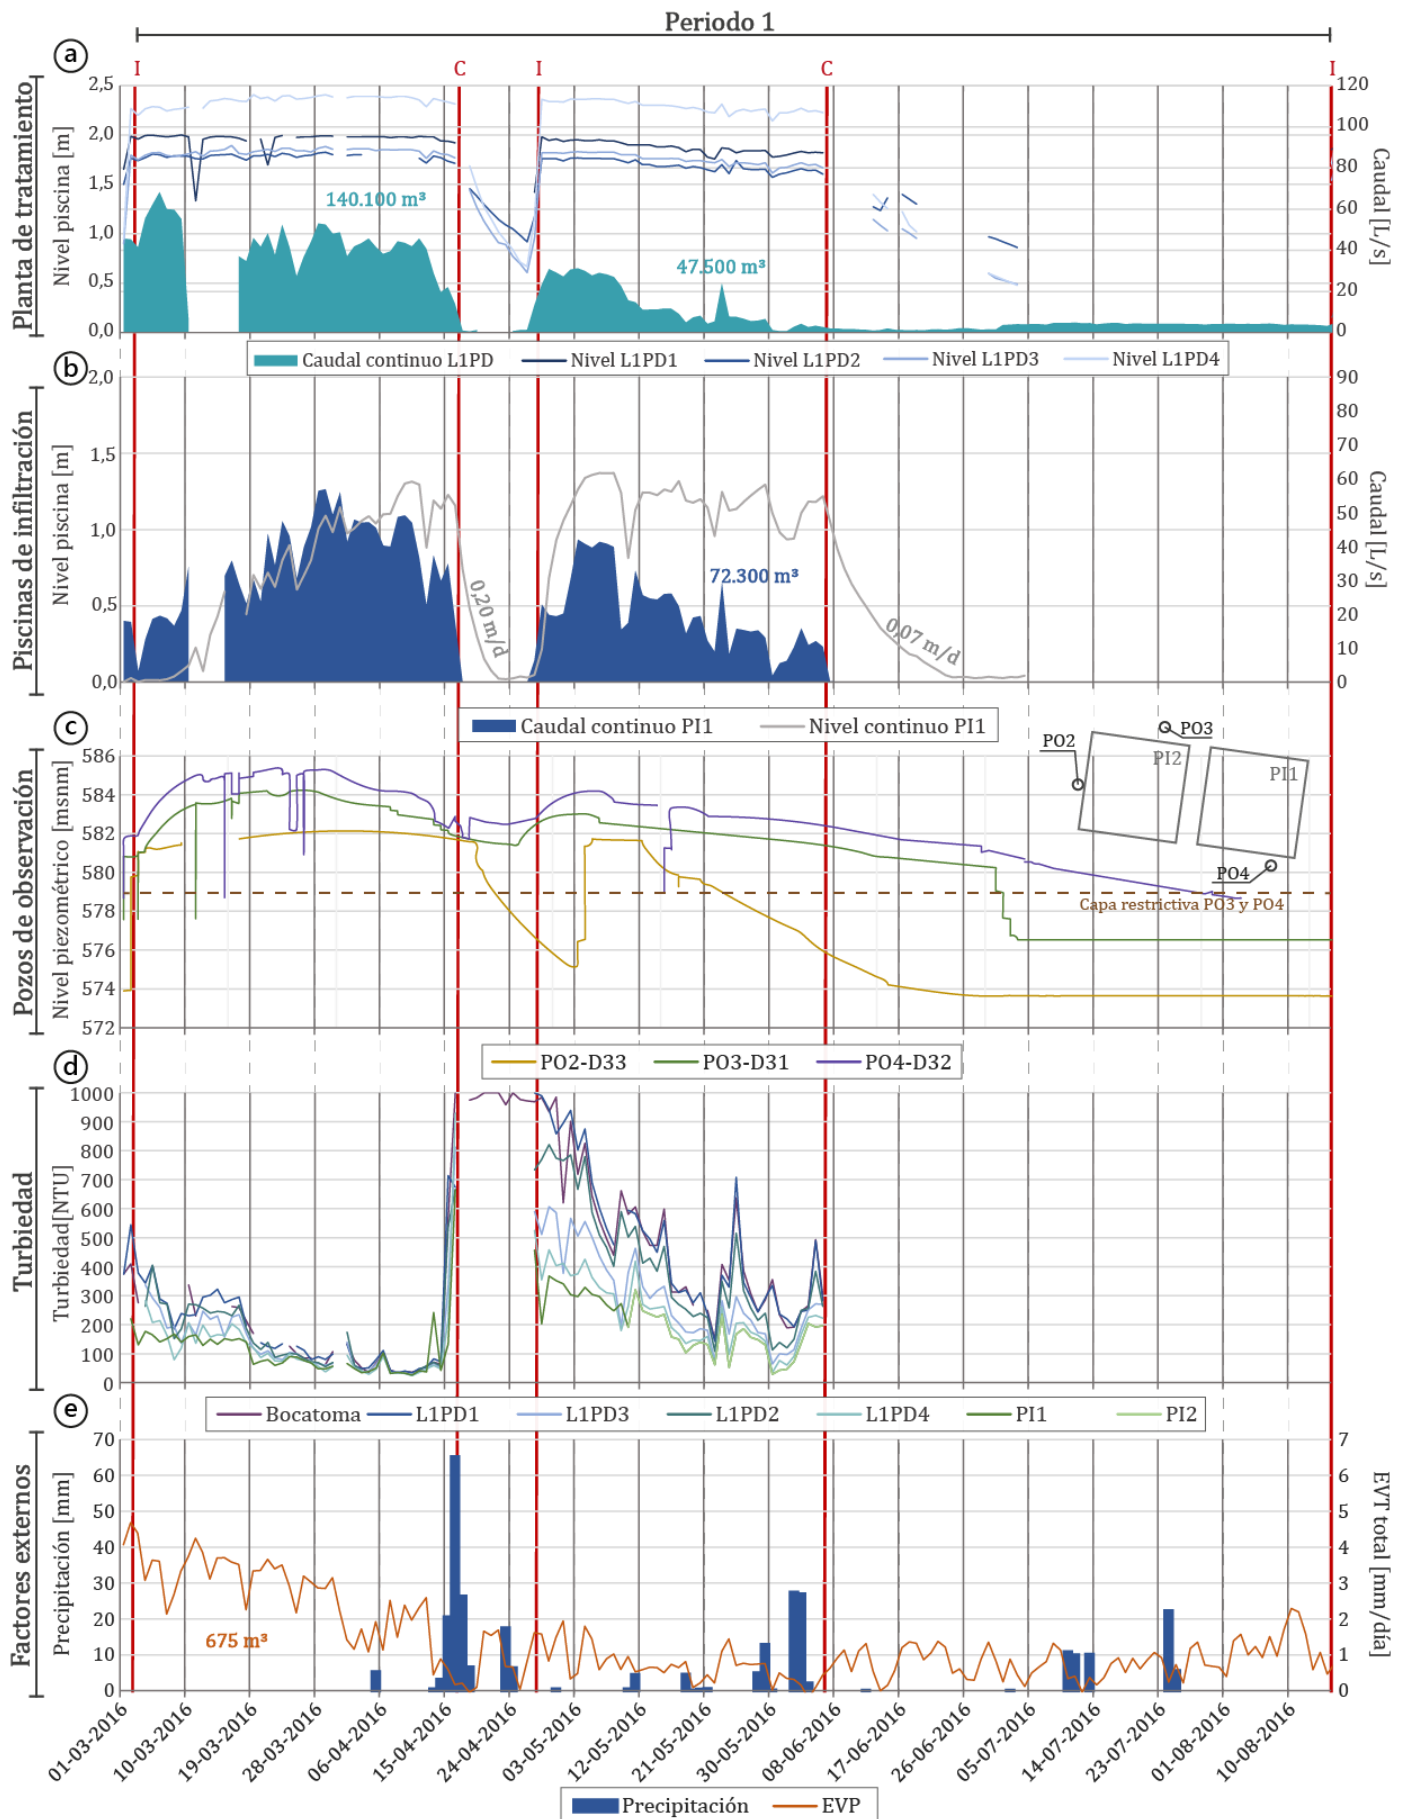 Periodo 1
a
I C I C I
Planta de tratamiento
Nivel piscina [m]
2,5
2,0
1,5
1,0
0,5
0,0
140.100 m³
47.500 m³
120
100
80
60
40
20
0
Caudal [L/s]
Caudal continuo L1PD Nivel L1PD1 Nivel L1PD2 Nivel L1PD3 Nivel L1PD4
b
Piscinas de infiltración
Nivel piscina [m]
2,0
1,5
1,0
0,5
0,0
0,20 m/d
72.300 m³
0,07 m/d
90
80
70
60
50
40
30
20
10
0
Caudal [L/s]
Caudal continuo PI1 Nivel continuo PI1
c
Pozos de observación
Nivel piezométrico [msnm]
586
584
582
580
578
576
574
572
PO2
PO3
PI2
PI1
PO4
Capa restrictiva PO3 y PO4
PO2-D33 PO3-D31 PO4-D32
d
Turbiedad
Turbiedad[NTU]
1000
900
800
700
600
500
400
300
200
100
0
Bocatoma L1PD1 L1PD3 L1PD2 L1PD4 PI1 PI2
e
Factores externos
Precipitación [mm]
70
60
50
40
30
20
10
0
675 m³
7
6
5
4
3
2
1
0
EVT total [mm/día]
01-03-2016
10-03-2016
19-03-2016
28-03-2016
06-04-2016
15-04-2016
24-04-2016
03-05-2016
12-05-2016
21-05-2016
30-05-2016
08-06-2016
17-06-2016
26-06-2016
05-07-2016
14-07-2016
23-07-2016
01-08-2016
10-08-2016
Precipitación EVP